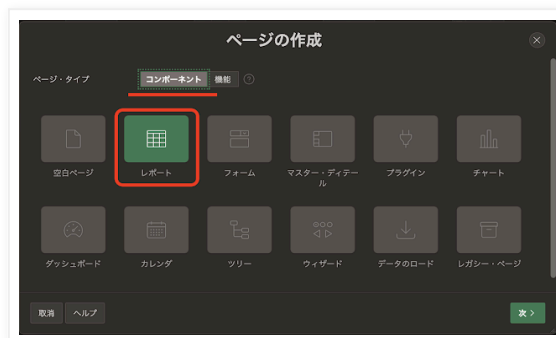 ページの作成
ページ・タイプ
コンポーネント 機能 ?
空白ページ レポート フォーム マスター・ディテー プラグイン チャート
ル
ダッシュボード カレンダ ツリー ウィザード データのロード レガシー・ページ
取消 ヘルプ 次 >